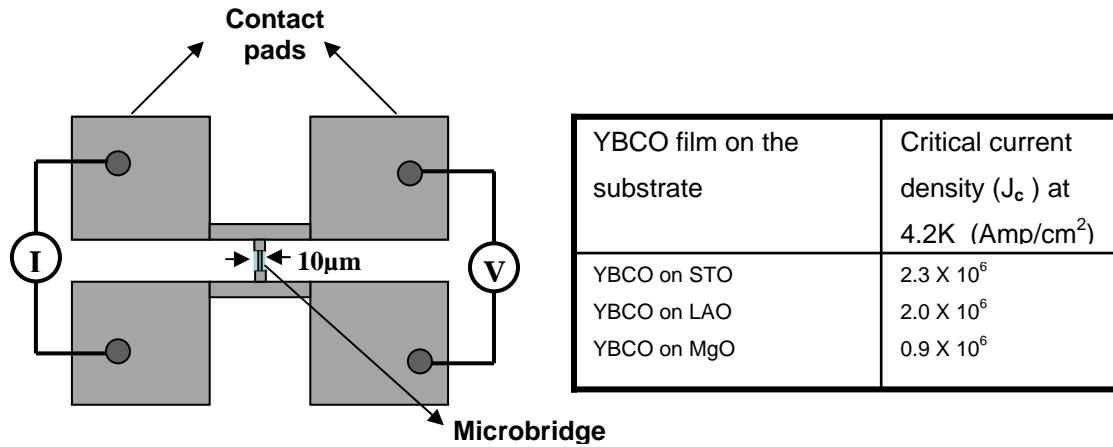 Contact
pads
I
10µm
V
Microbridge
YBCO film on the
substrate
Critical current
density (Jc ) at
4.2K (Amp/cm²)
YBCO on STO
2.3 X 10⁶
YBCO on LAO
2.0 X 10⁶
YBCO on MgO
0.9 X 10⁶